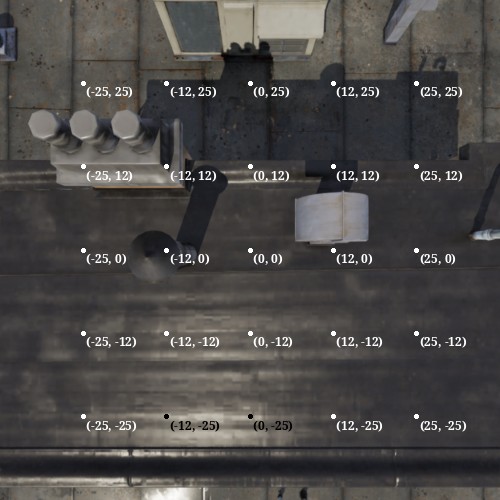 (-25, 25) (-12, 25) (0, 25) (12, 25) (25, 25)
(-25, 12) (-12, 12) (0, 12) (12, 12) (25, 12)
(-25, 0) (-12, 0) (0, 0) (12, 0) (25, 0)
(-25, -12) (-12, -12) (0, -12) (12, -12) (25, -12)
(-25, -25) (-12, -25) (0, -25) (12, -25) (25, -25)